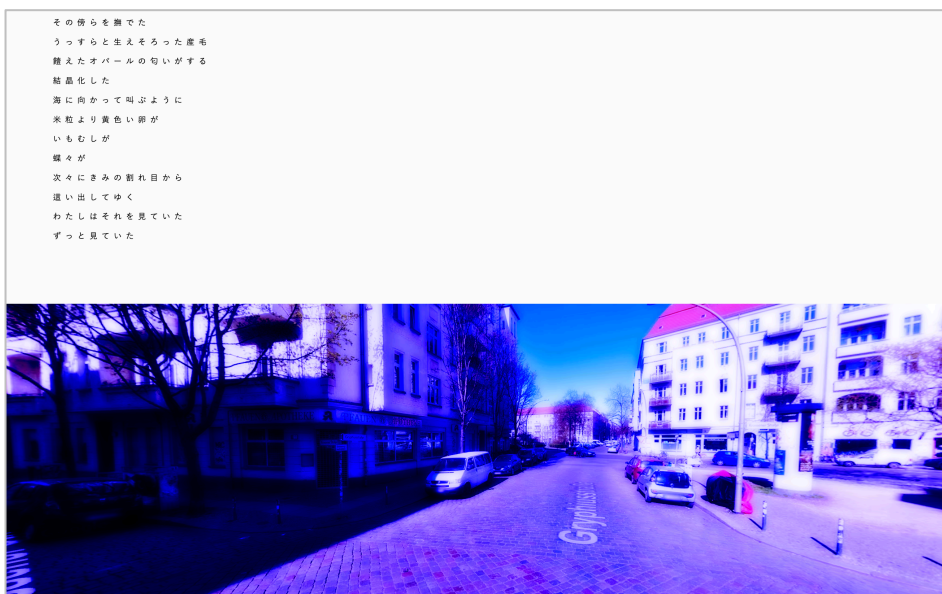 その傍らを撫でた
うっすらと生えそろった産毛
饐えたオパールの匂いがする
結晶化した
海に向かって叫ぶように
米粒より黄色い卵が
いもむしが
蝶々が
次々にきみの割れ目から
這い出してゆく
わたしはそれを見ていた
ずっと見ていた